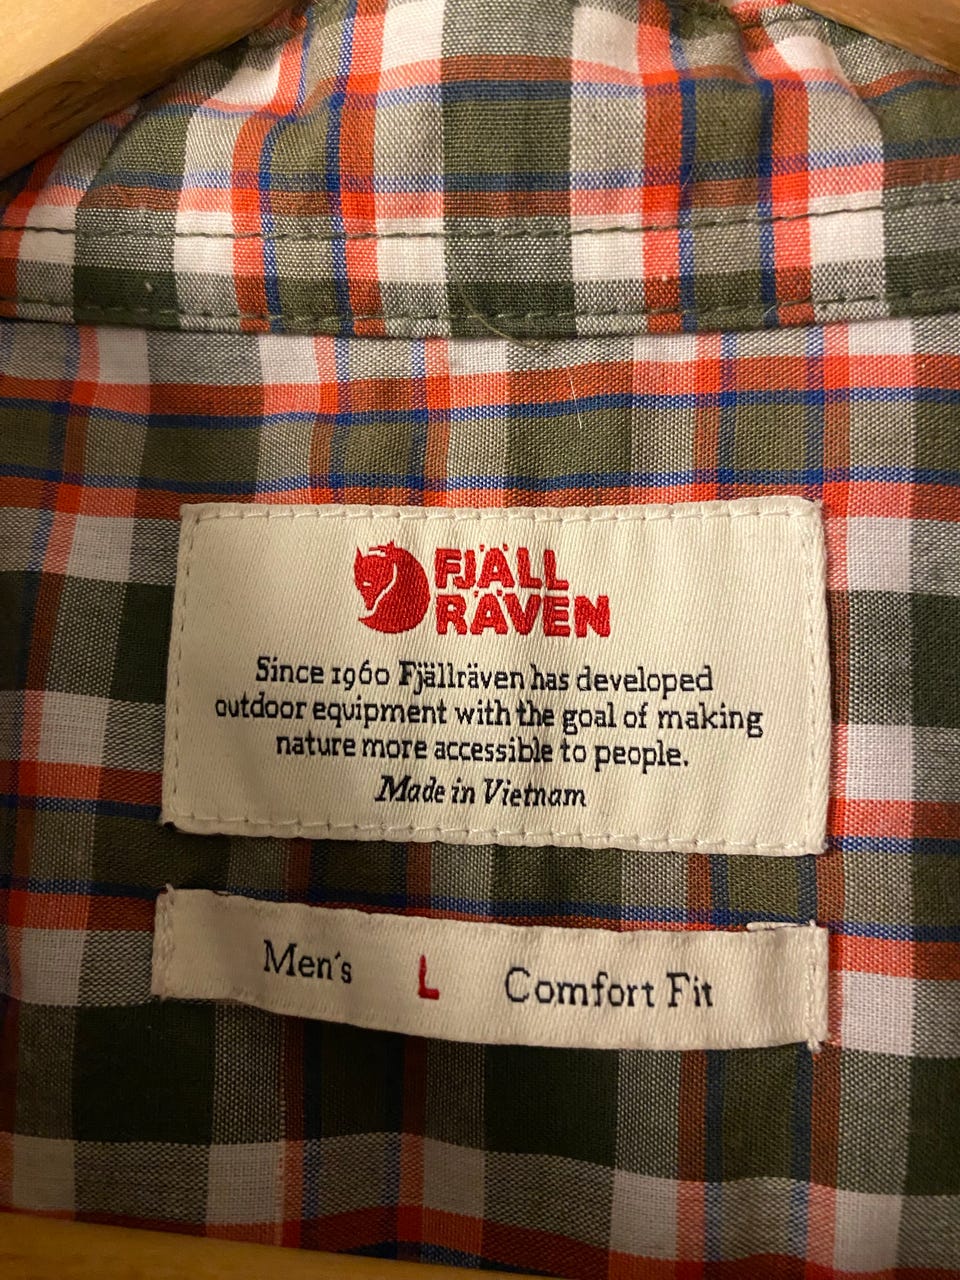 FJÄLL
RÄVEN
Since 1960 Fjällräven has developed
outdoor equipment with the goal of making
nature more accessible to people.
Made in Vietnam
Men's L Comfort Fit